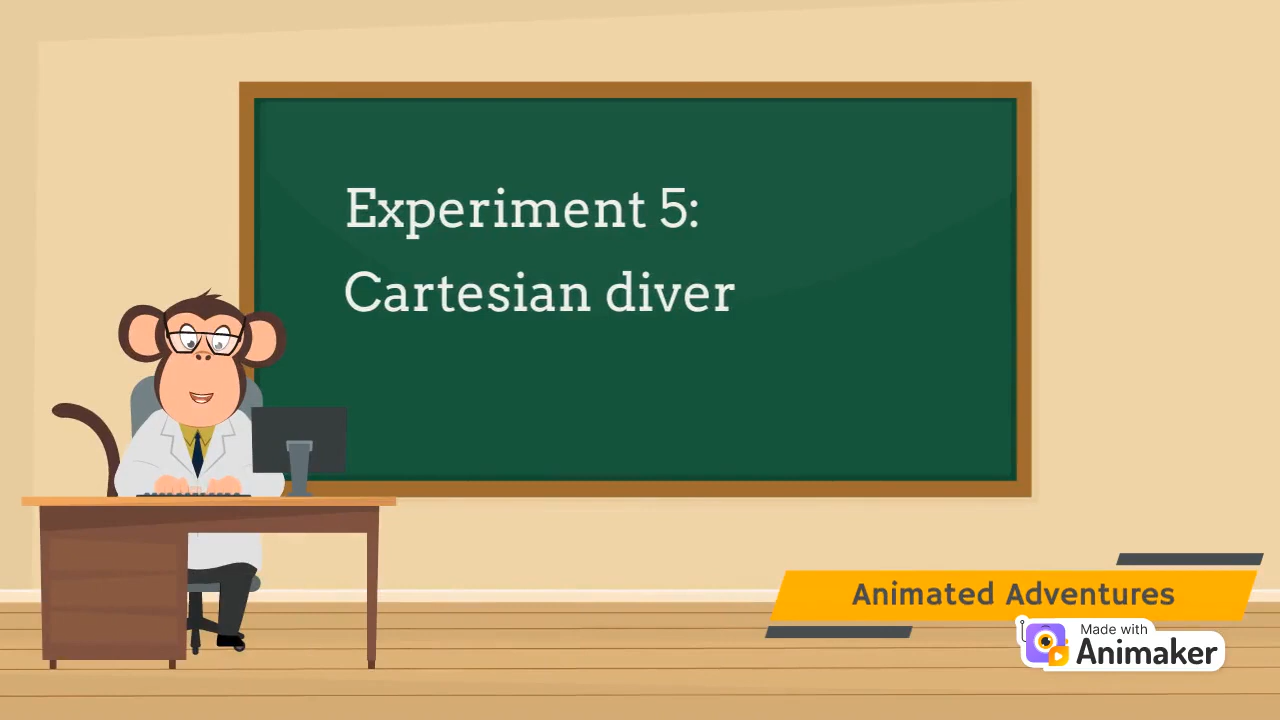 Experiment 5:
Cartesian diver
Animated Adventures
Made with
Animaker